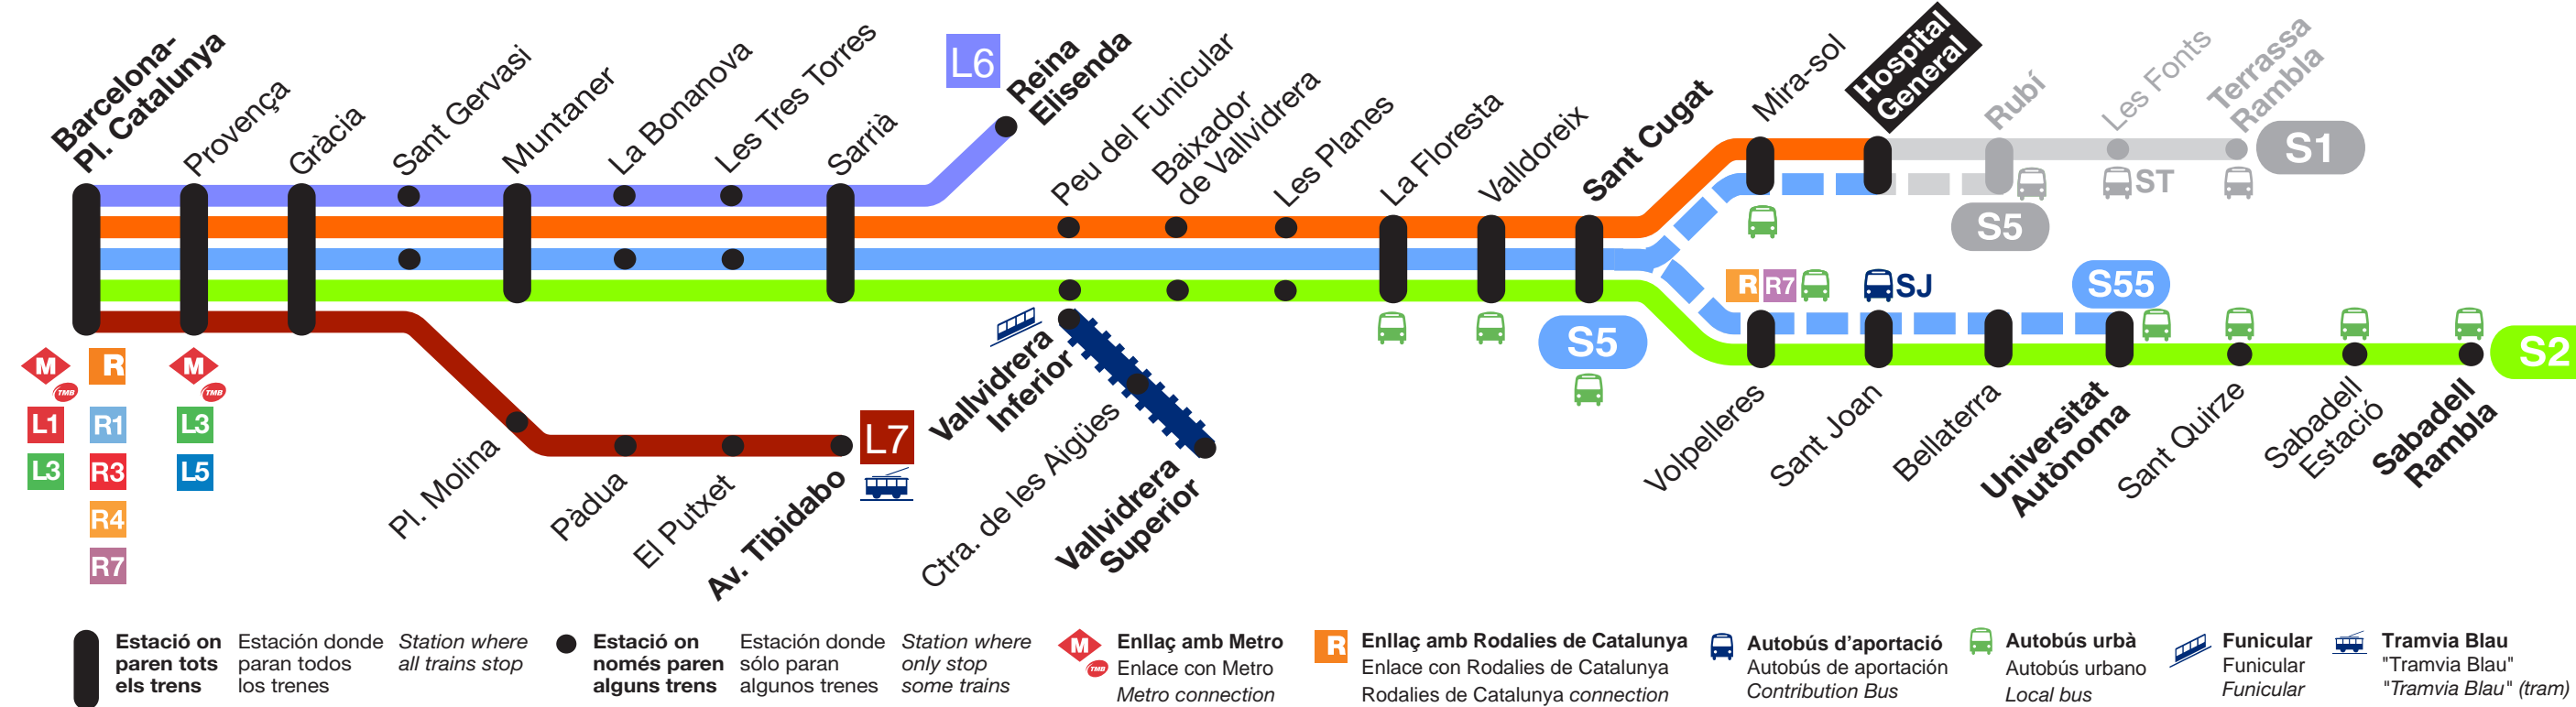 Barcelona-
Pl. Catalunya
Provença
Gràcia
Sant Gervasi
Muntaner
La Bonanova
Les Tres Torres
Sarrià
L6
Reina
Elisenda
Peu del Funicular
Baixador
de Vallvidrera
Les Planes
La Floresta
Valldoreix
Sant Cugat
Mira-sol
Hospital
General
Rubí
Les Fonts
Terrassa
Rambla
S1
ST
S5
R R7
SJ
S55
S5
S2
M
TMB
L1
L3
R
R1
R3
R4
R7
M
TMB
L3
L5
Pl. Molina
Pàdua
El Putxet
Av. Tibidabo
L7
Vallvidrera
Inferior
Ctra. de les Aigües
Vallvidrera
Superior
Volpelleres
Sant Joan
Bellaterra
Universitat
Autònoma
Sant Quirze
Sabadell
Estació
Sabadell
Rambla
Estació on
paren tots
els trens
Estación donde
paran todos
los trenes
Station where
all trains stop
Estació on
només paren
alguns trens
Estación donde
sólo paran
algunos trenes
Station where
only stop
some trains
M
TMB
Enllaç amb Metro
Enlace con Metro
Metro connection
R
Enllaç amb Rodalies de Catalunya
Enlace con Rodalies de Catalunya
Rodalies de Catalunya connection
Autobús d'aportació
Autobús de aportación
Contribution Bus
Autobús urbà
Autobús urbano
Local bus
Funicular
Funicular
Funicular
Tramvia Blau
"Tramvia Blau"
"Tramvia Blau" (tram)